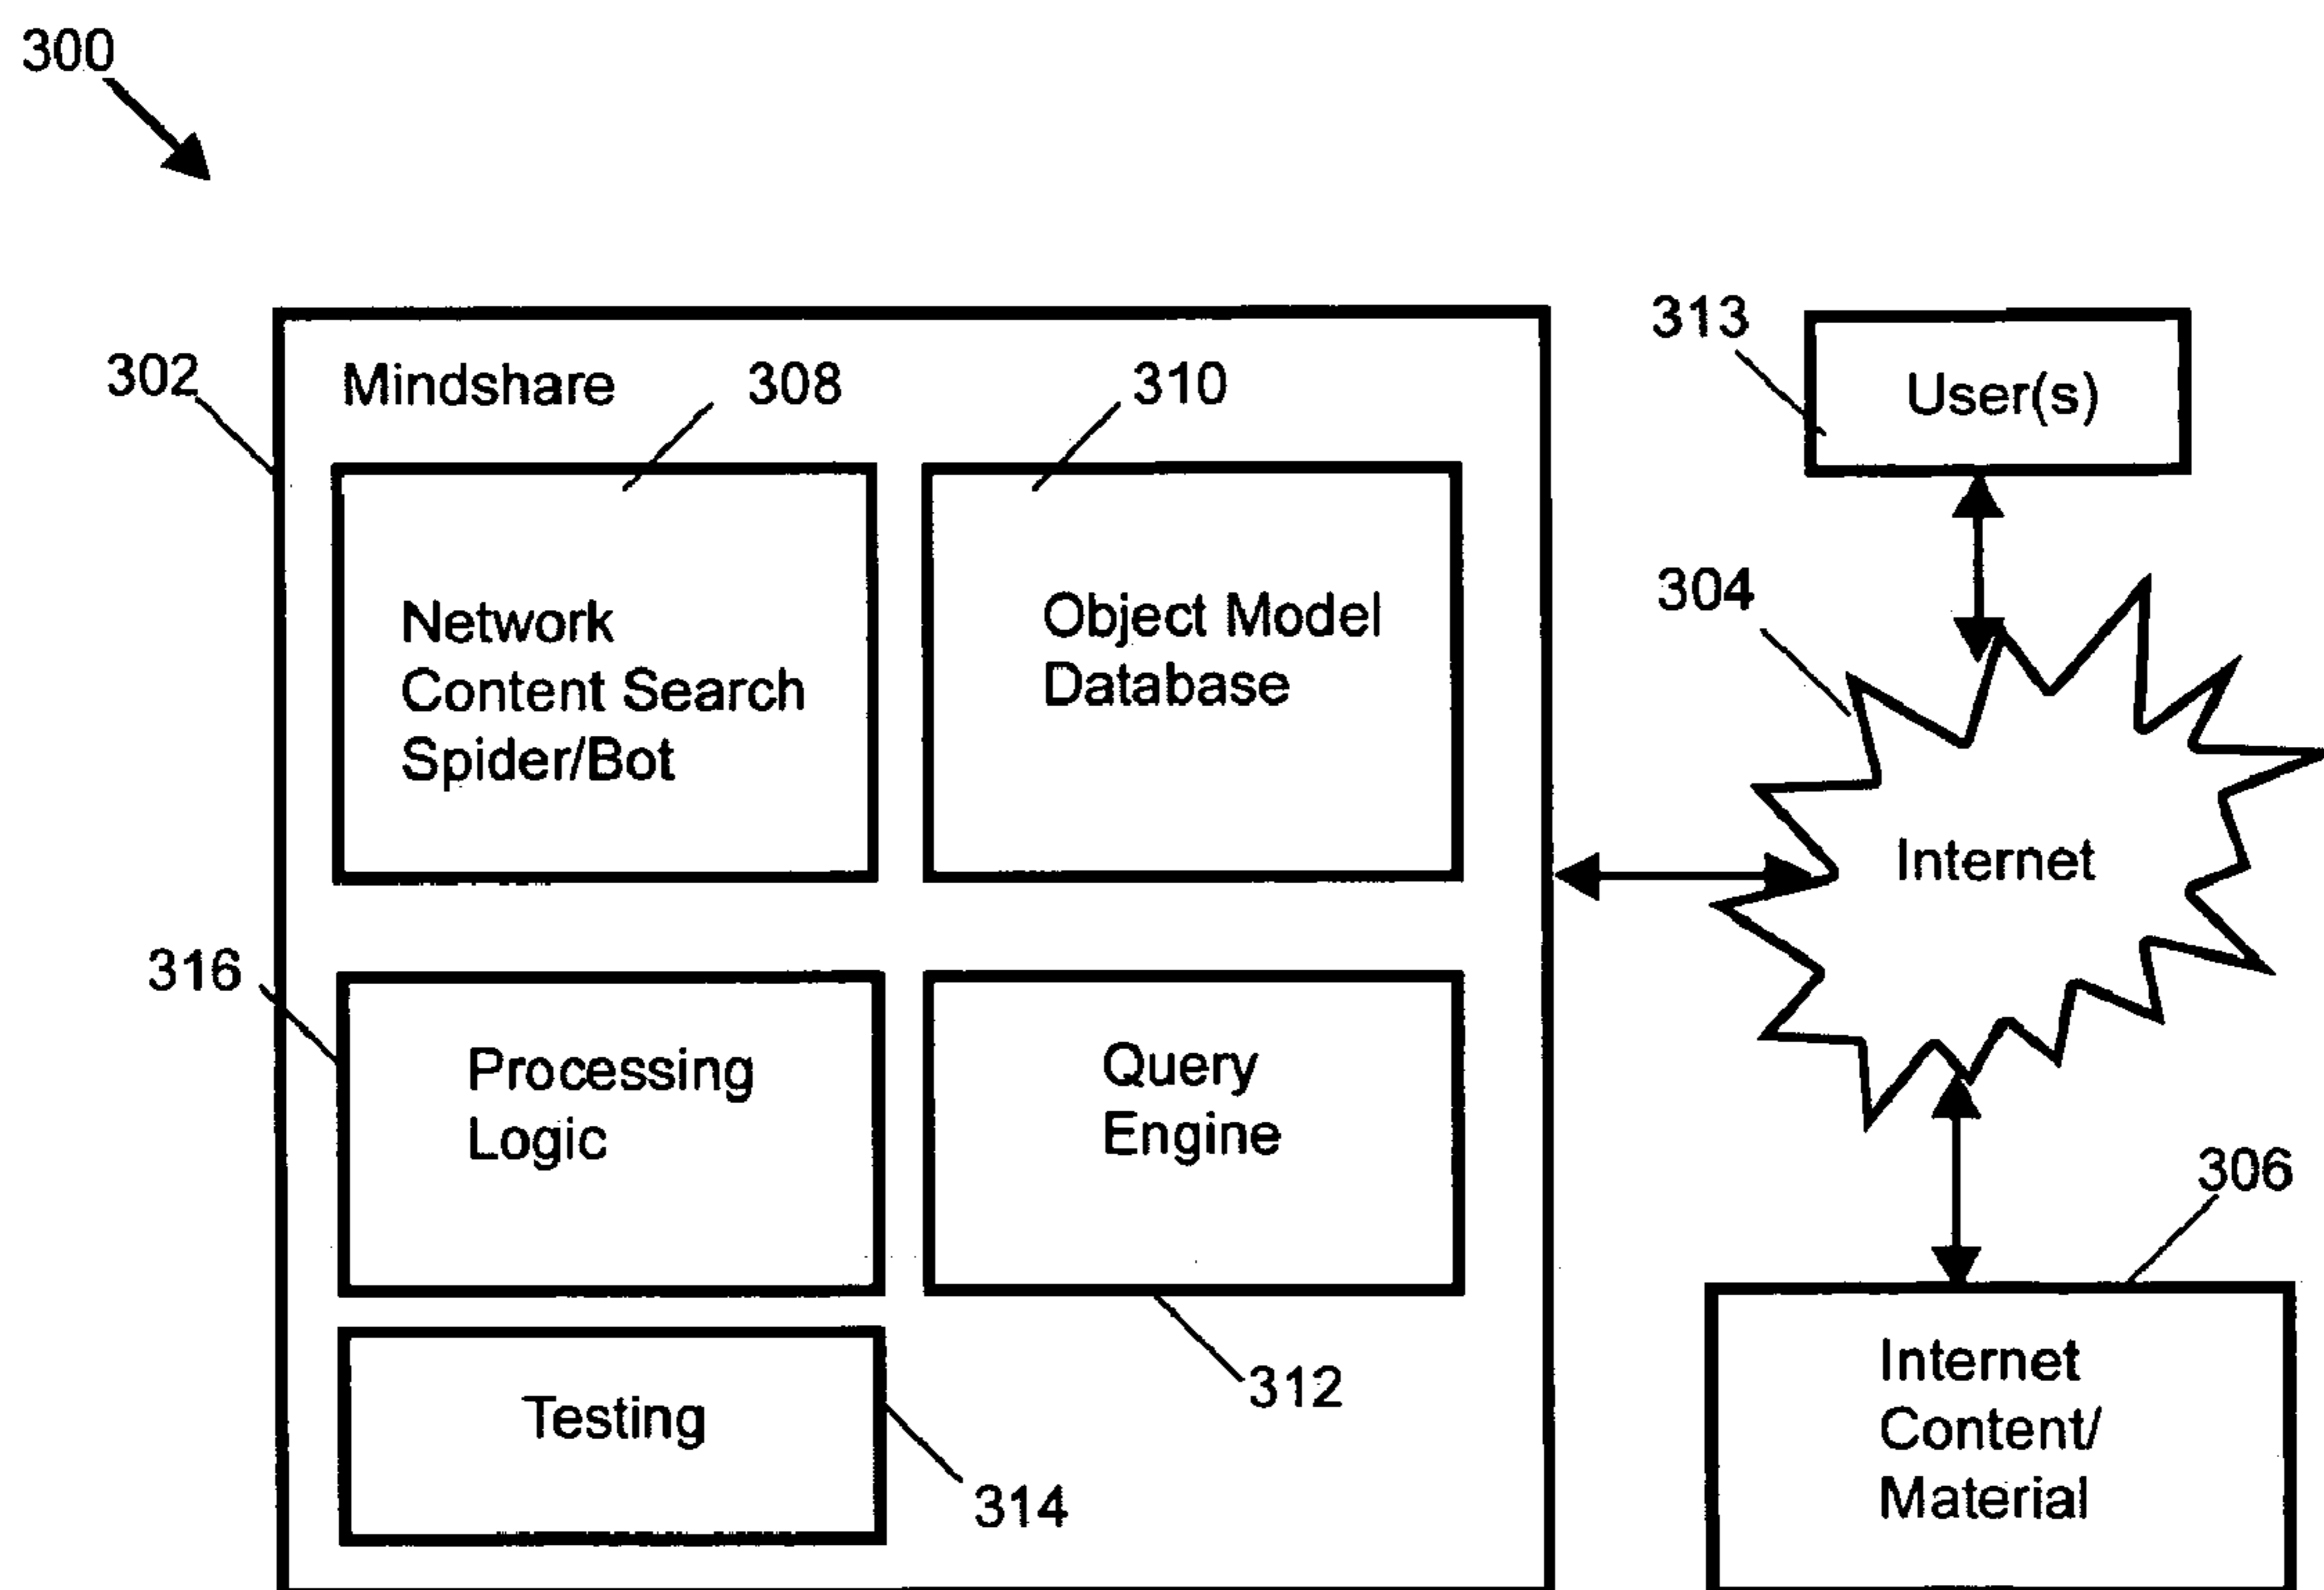 300
302
Mindshare
308
310
313
User(s)
Network
Content Search
Spider/Bot
Object Model
Database
304
Internet
316
Processing
Logic
Query
Engine
312
Testing
314
306
Internet
Content/
Material